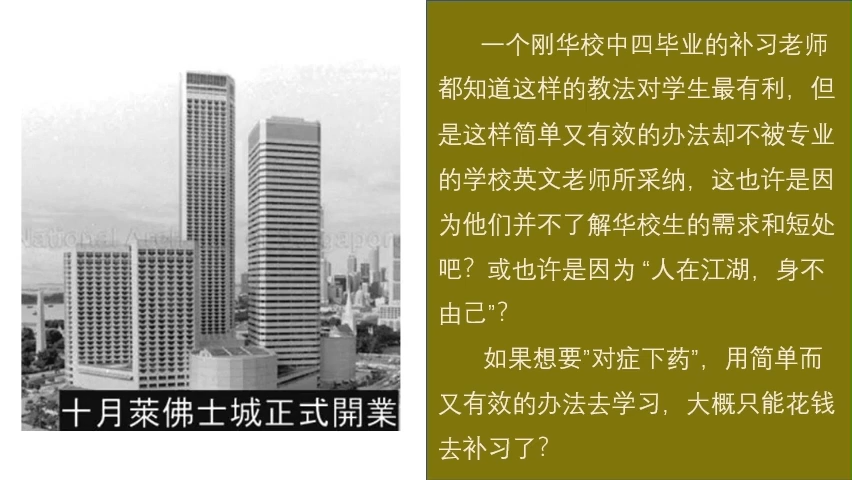 National Archives of Singapore
十月萊佛士城正式開業
一个刚华校中四毕业的补习老师
都知道这样的教法对学生最有利，但
是这样简单又有效的办法却不被专业
的学校英文老师所采纳，这也许是因
为他们并不了解华校生的需求和短处
吧？或也许是因为 “人在江湖，身不
由己”？
如果想要”对症下药”，用简单而
又有效的办法去学习，大概只能花钱
去补习了？